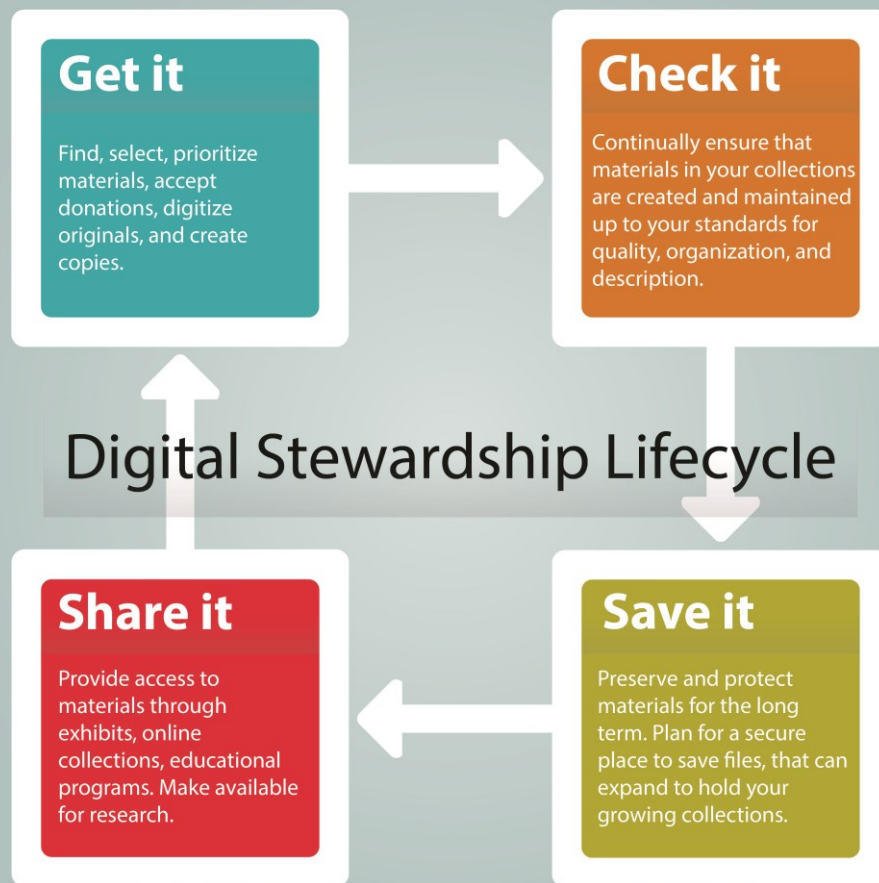 Get it
Find, select, prioritize
materials, accept
donations, digitize
originals, and create
copies.
Check it
Continually ensure that
materials in your collections
are created and maintained
up to your standards for
quality, organization, and
description.
Digital Stewardship Lifecycle
Share it
Provide access to
materials through
exhibits, online
collections, educational
programs. Make available
for research.
Save it
Preserve and protect
materials for the long
term. Plan for a secure
place to save files, that can
expand to hold your
growing collections.